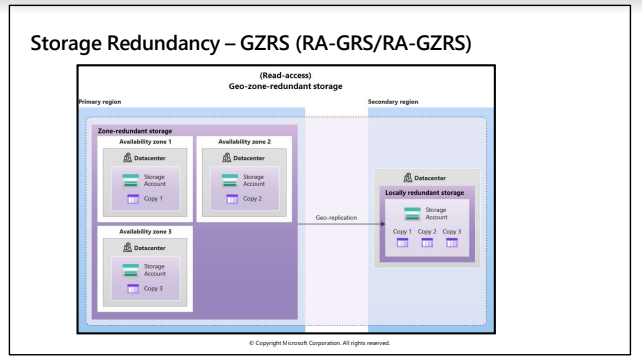 Storage Redundancy – GZRS (RA-GRS/RA-GZRS)
(Read-access)
Geo-zone-redundant storage
Primary region
Secondary region
Zone-redundant storage
Availability zone 1
Datacenter
Storage
Account
Copy 1
Availability zone 2
Datacenter
Storage
Account
Copy 2
Availability zone 3
Datacenter
Storage
Account
Copy 3
Geo-replication
Datacenter
Locally redundant storage
Storage
Account
Copy 1 Copy 2 Copy 3
© Copyright Microsoft Corporation. All rights reserved.